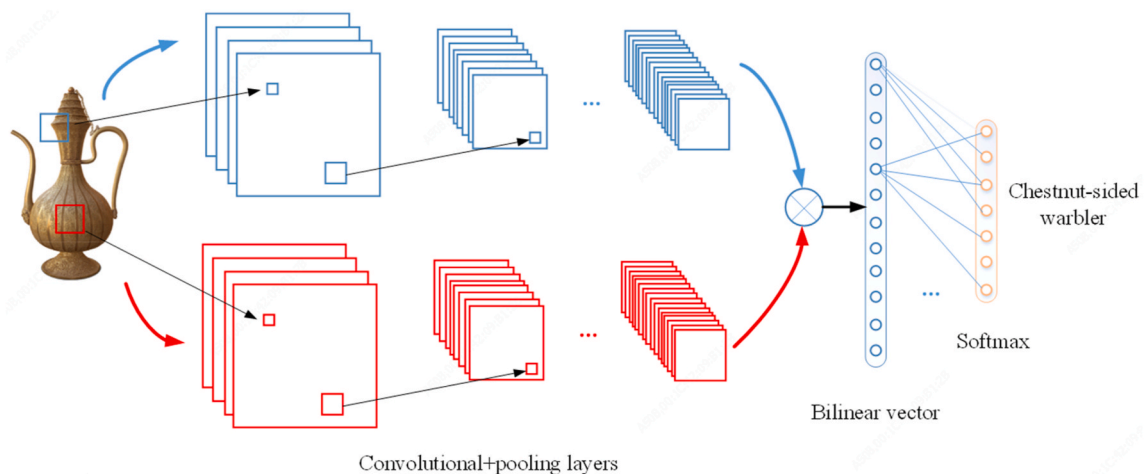 ...
...
Chestnut-sided
warbler
...
Softmax
Bilinear vector
Convolutional+pooling layers